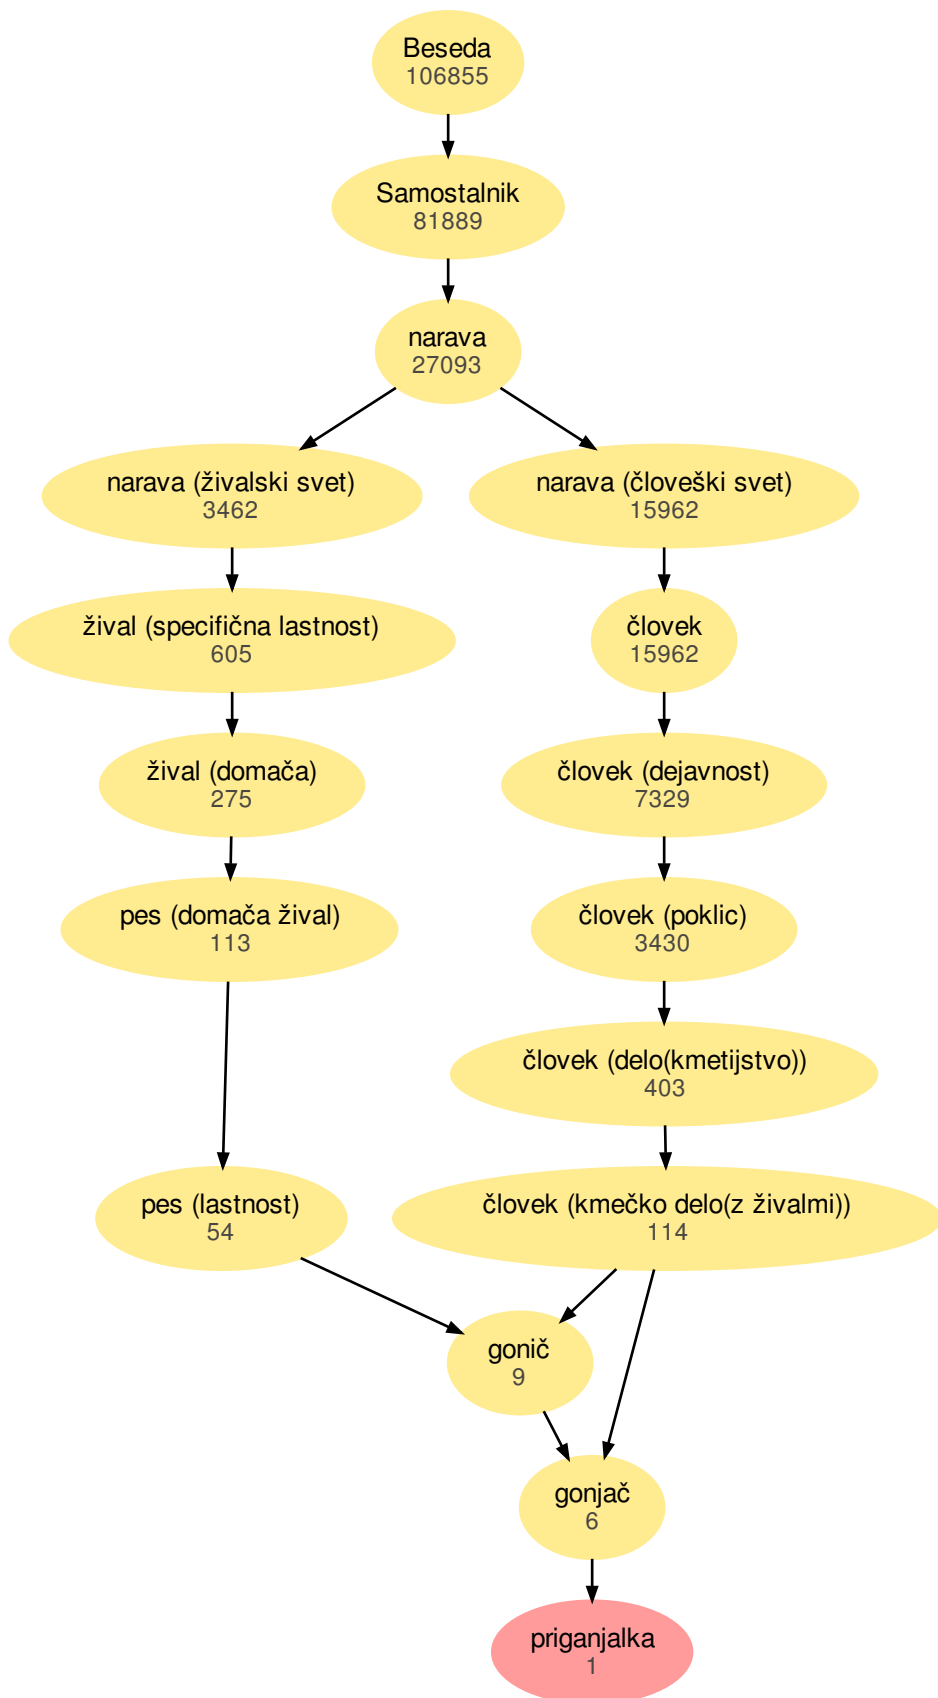 Beseda
106855
Samostalnik
81889
narava
27093
narava (živalski svet)
3462
narava (človeški svet)
15962
žival (specifična lastnost)
605
človek
15962
žival (domača)
275
človek (dejavnost)
7329
pes (domača žival)
113
človek (poklic)
3430
človek (delo(kmetijstvo))
403
pes (lastnost)
54
človek (kmečko delo(z živalmi))
114
gonič
9
gonjač
6
priganjalka
1